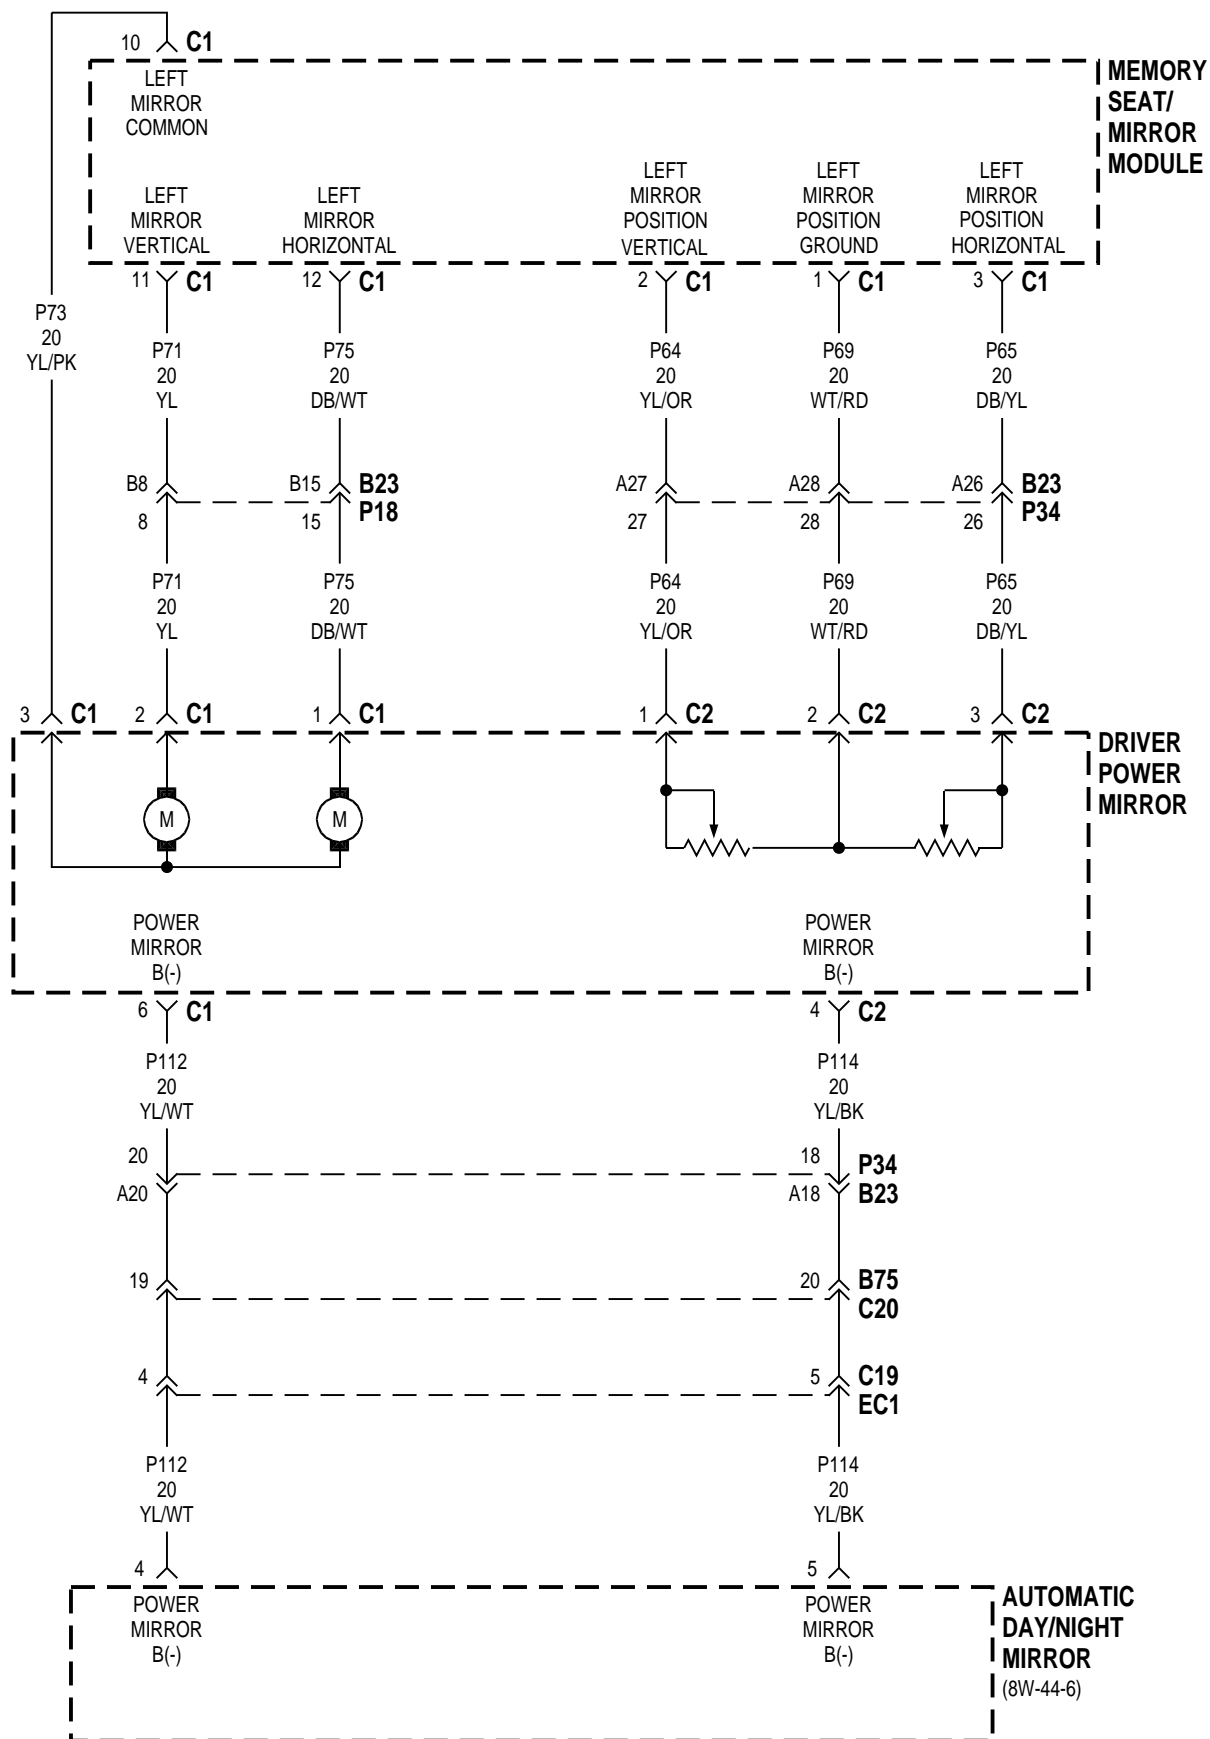 10 C1
LEFT
MIRROR
COMMON
MEMORY
SEAT/
MIRROR
MODULE
LEFT
MIRROR
VERTICAL
LEFT
MIRROR
HORIZONTAL
LEFT
MIRROR
POSITION
VERTICAL
LEFT
MIRROR
POSITION
GROUND
LEFT
MIRROR
POSITION
HORIZONTAL
11 C1 12 C1 2 C1 1 C1 3 C1
P73
20
YL/PK
P71
20
YL
P75
20
DB/WT
P64
20
YL/OR
P69
20
WT/RD
P65
20
DB/YL
B8 B15 B23 A27 A28 A26 B23
8 15 P18 27 28 26 P34
P71
20
YL
P75
20
DB/WT
P64
20
YL/OR
P69
20
WT/RD
P65
20
DB/YL
3 C1 2 C1 1 C1 1 C2 2 C2 3 C2
DRIVER
POWER
MIRROR
M M
POWER
MIRROR
B(-)
POWER
MIRROR
B(-)
6 C1 4 C2
P112
20
YL/WT
P114
20
YL/BK
20 18 P34
A20 A18 B23
19 20 B75
C20
4 5 C19
EC1
P112
20
YL/WT
P114
20
YL/BK
4 5
POWER
MIRROR
B(-)
POWER
MIRROR
B(-)
AUTOMATIC
DAY/NIGHT
MIRROR
(8W-44-6)